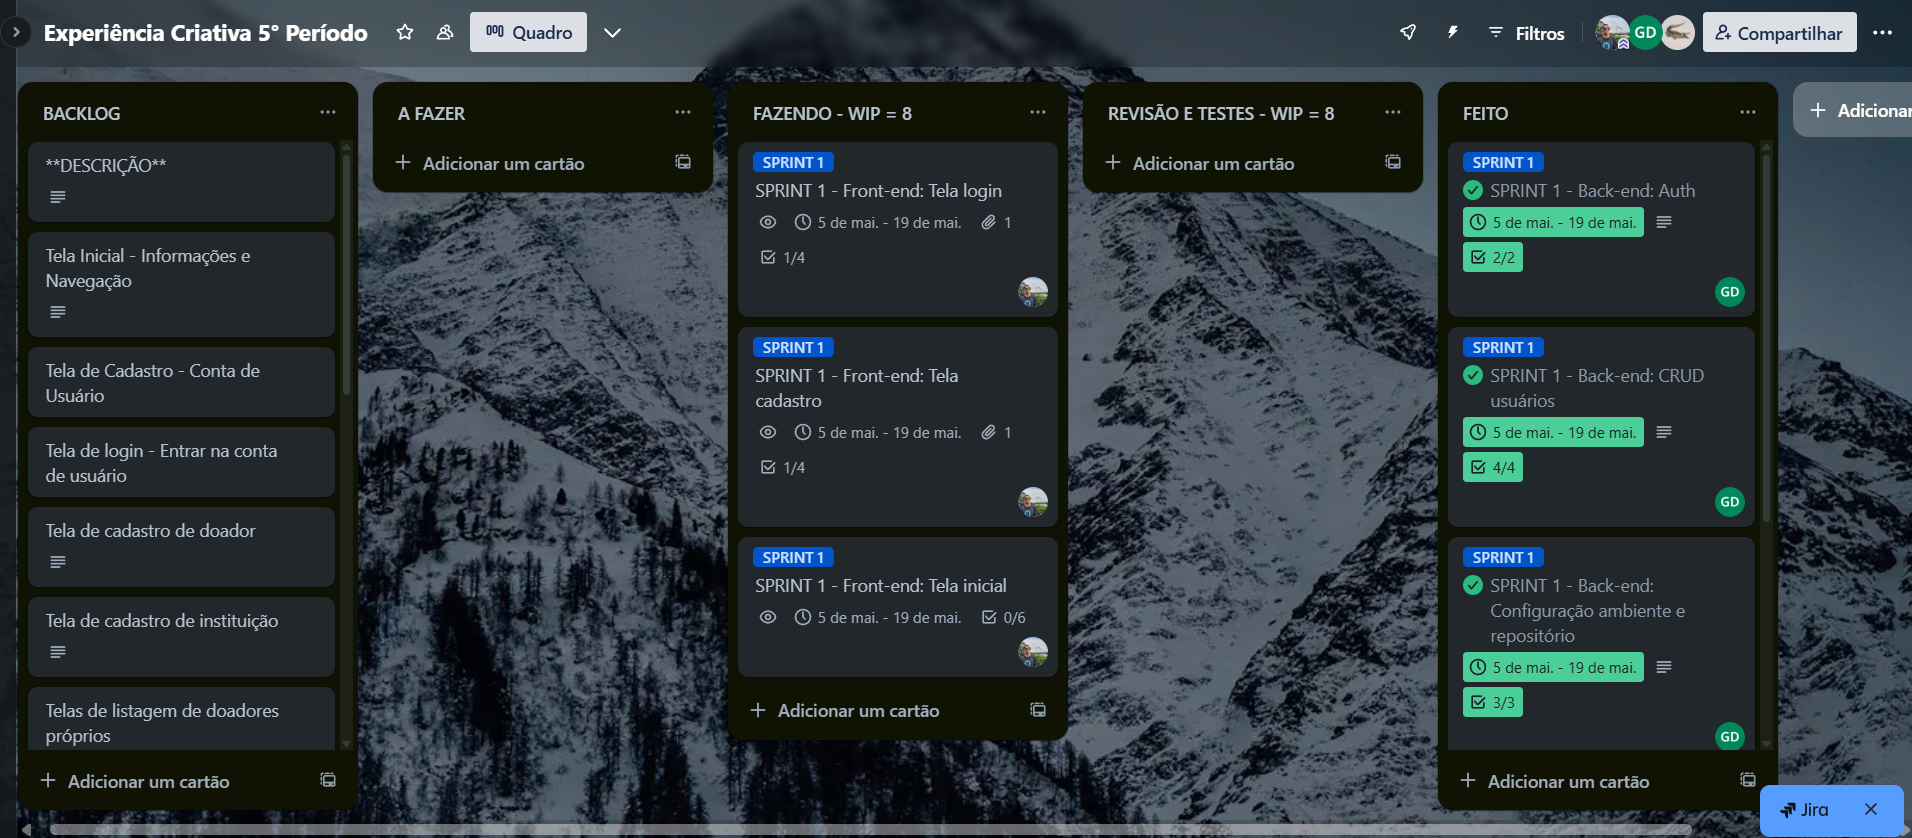 Experiência Criativa 5° Período
Quadro
Filtros
GD
Compartilhar
BACKLOG
**DESCRIÇÃO**
Tela Inicial - Informações e
Navegação
Tela de Cadastro - Conta de
Usuário
Tela de login - Entrar na conta
de usuário
Tela de cadastro de doador
Tela de cadastro de instituição
Telas de listagem de doadores
próprios
Adicionar um cartão
A FAZER
Adicionar um cartão
FAZENDO - WIP = 8
SPRINT 1
SPRINT 1 - Front-end: Tela login
5 de mai. - 19 de mai.
1
1/4
SPRINT 1
SPRINT 1 - Front-end: Tela
cadastro
5 de mai. - 19 de mai.
1
1/4
SPRINT 1
SPRINT 1 - Front-end: Tela inicial
5 de mai. - 19 de mai.
0/6
Adicionar um cartão
REVISÃO E TESTES - WIP = 8
Adicionar um cartão
FEITO
SPRINT 1
SPRINT 1 - Back-end: Auth
5 de mai. - 19 de mai.
2/2
GD
SPRINT 1
SPRINT 1 - Back-end: CRUD
usuários
5 de mai. - 19 de mai.
4/4
GD
SPRINT 1
SPRINT 1 - Back-end:
Configuração ambiente e
repositório
5 de mai. - 19 de mai.
3/3
GD
Adicionar um cartão
Adicionar
Jira